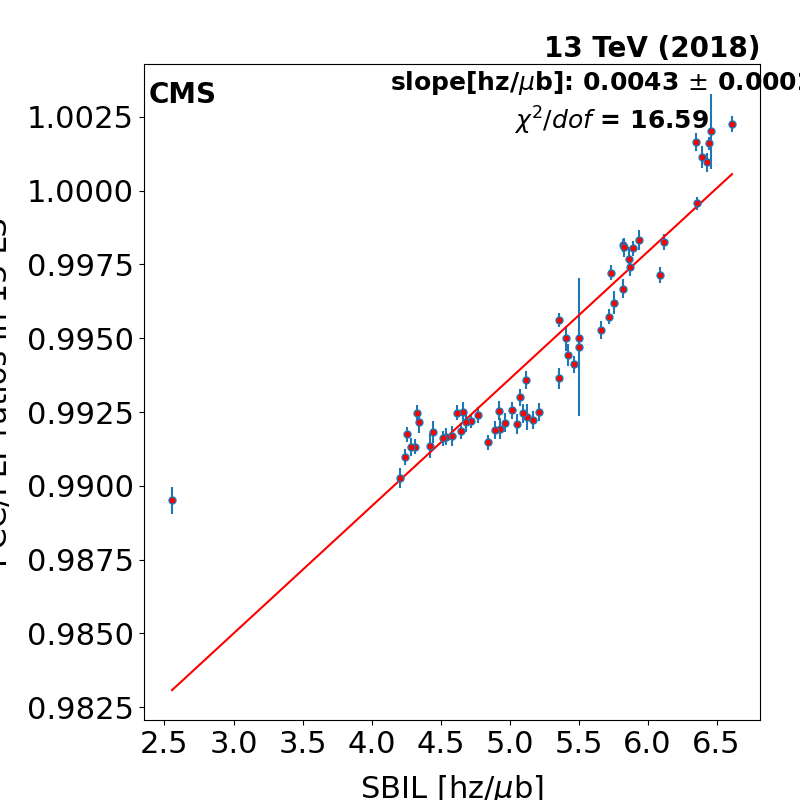 13 TeV (2018)
CMS
slope[hz/μb]: 0.0043 ±
χ²/dof = 16.59
1.0025
1.0000
0.9975
0.9950
0.9925
0.9900
0.9875
0.9850
0.9825
2.5 3.0 3.5 4.0 4.5 5.0 5.5 6.0 6.5
SBIL [hz/μb]